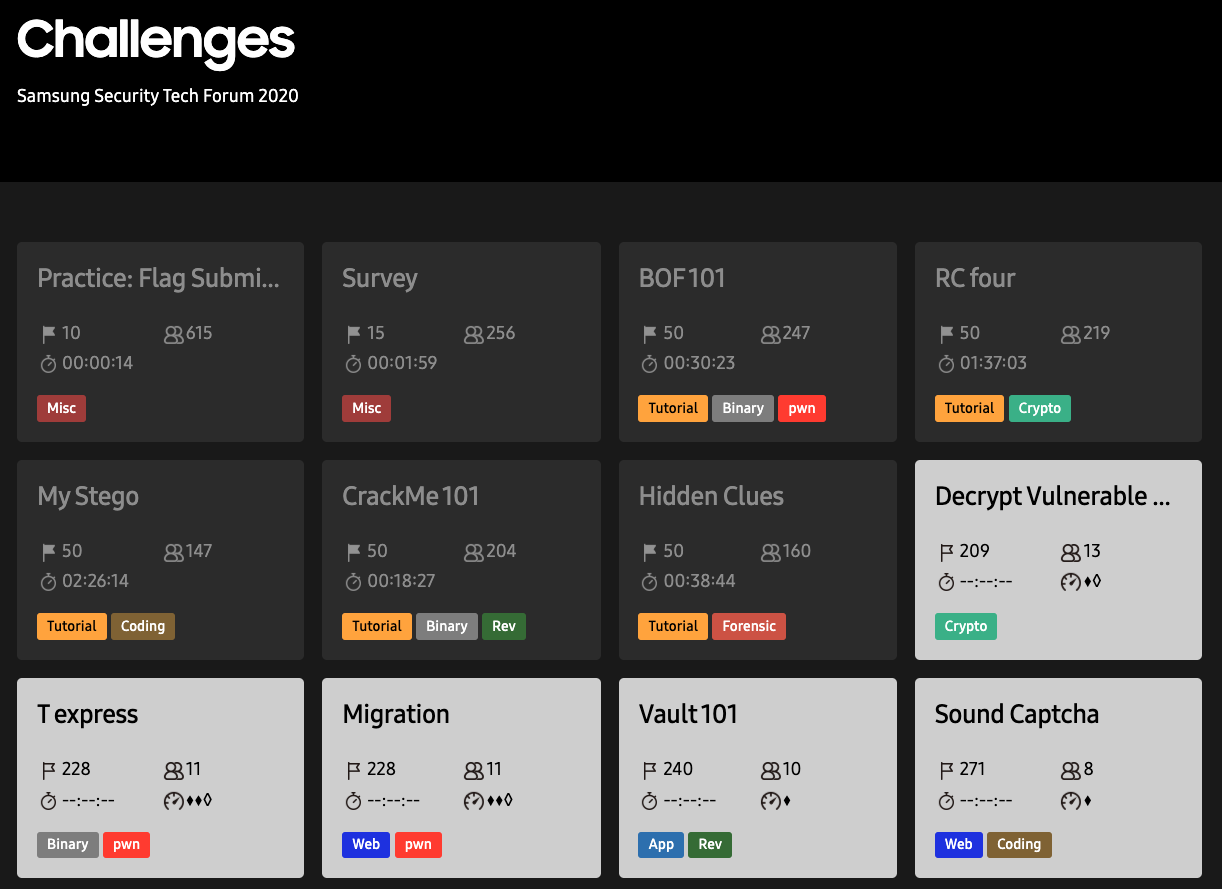 Challenges
Samsung Security Tech Forum 2020
Practice: Flag Submi...
10 615
00:00:14
Misc
Survey
15 256
00:01:59
Misc
BOF 101
50 247
00:30:23
Tutorial Binary pwn
RC four
50 219
01:37:03
Tutorial Crypto
My Stego
50 147
02:26:14
Tutorial Coding
CrackMe 101
50 204
00:18:27
Tutorial Binary Rev
Hidden Clues
50 160
00:38:44
Tutorial Forensic
Decrypt Vulnerable ...
209 13
--:--:--
Crypto
T express
228 11
--:--:--
Binary pwn
Migration
228 11
--:--:--
Web pwn
Vault 101
240 10
--:--:--
App Rev
Sound Captcha
271 8
--:--:--
Web Coding